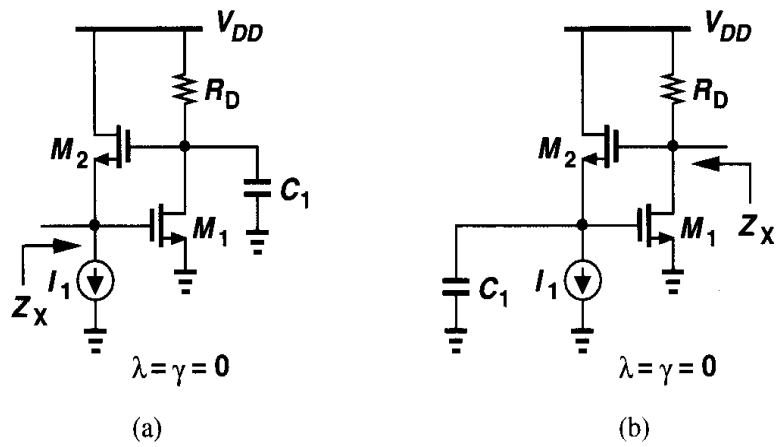 V_DD
R_D
M_2
C_1
M_1
I_1
Z_X
λ = γ = 0
(a)
V_DD
R_D
M_2
Z_X
M_1
C_1
I_1
λ = γ = 0
(b)